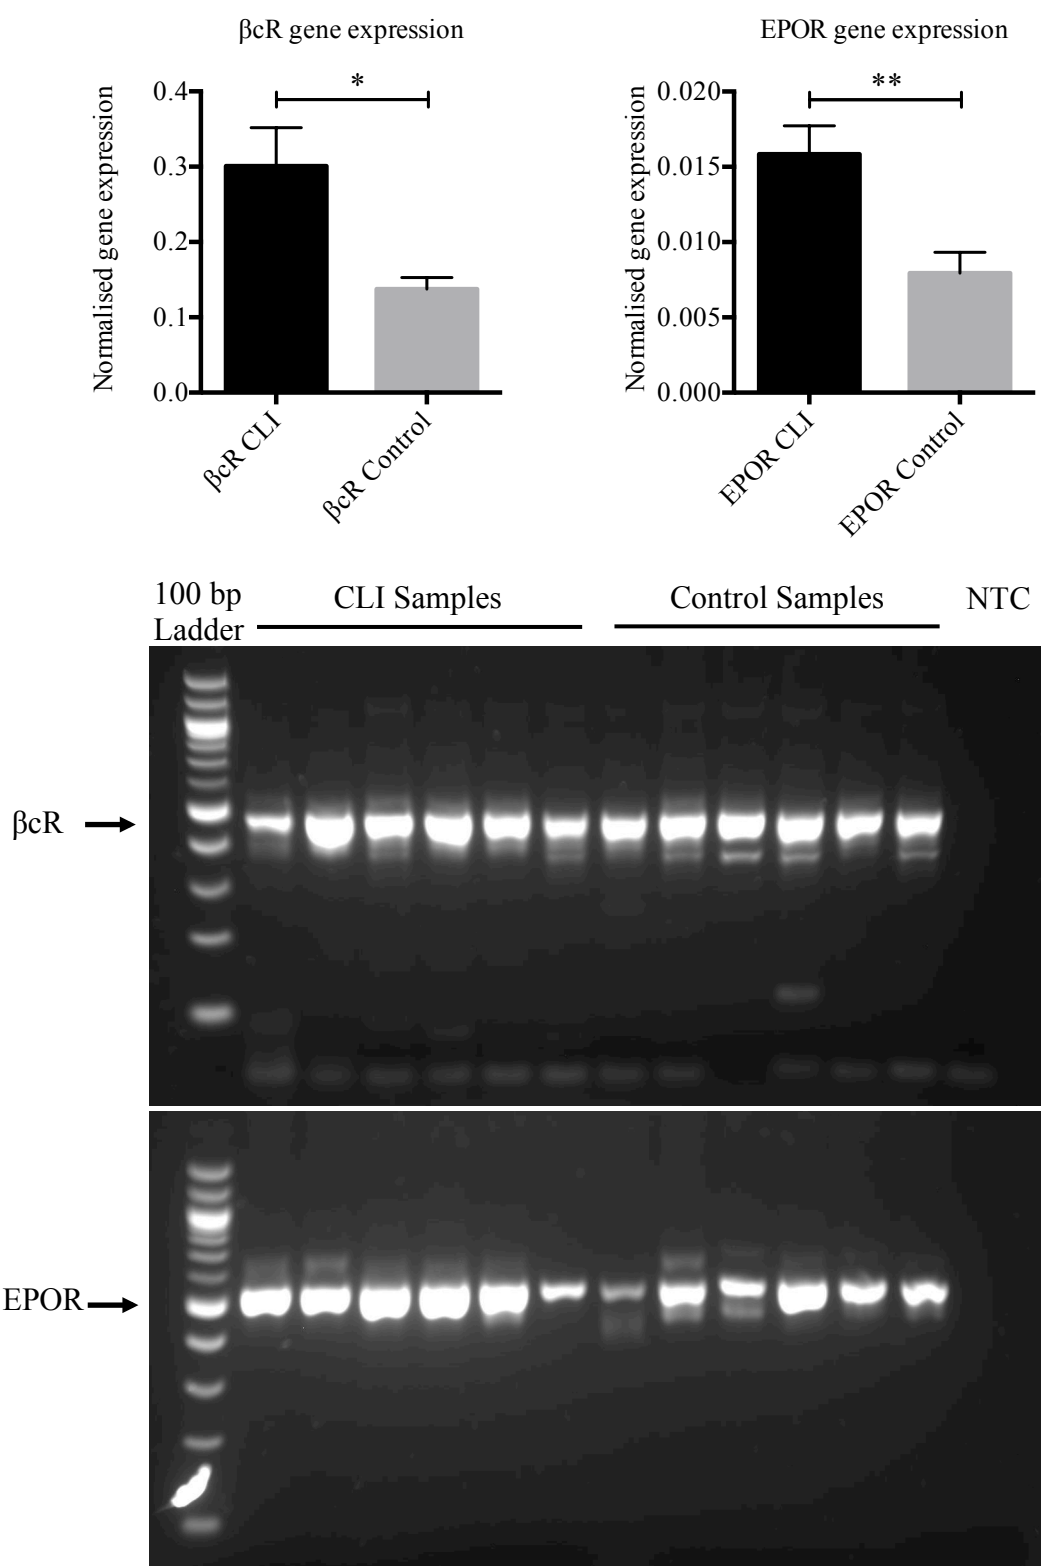 βcR gene expression
*
Normalised gene expression
0.4
0.3
0.2
0.1
0.0
βcR CLI
βcR Control
EPOR gene expression
**
Normalised gene expression
0.020
0.015
0.010
0.005
0.000
EPOR CLI
EPOR Control
100 bp
Ladder
CLI Samples
Control Samples
NTC
βcR
EPOR